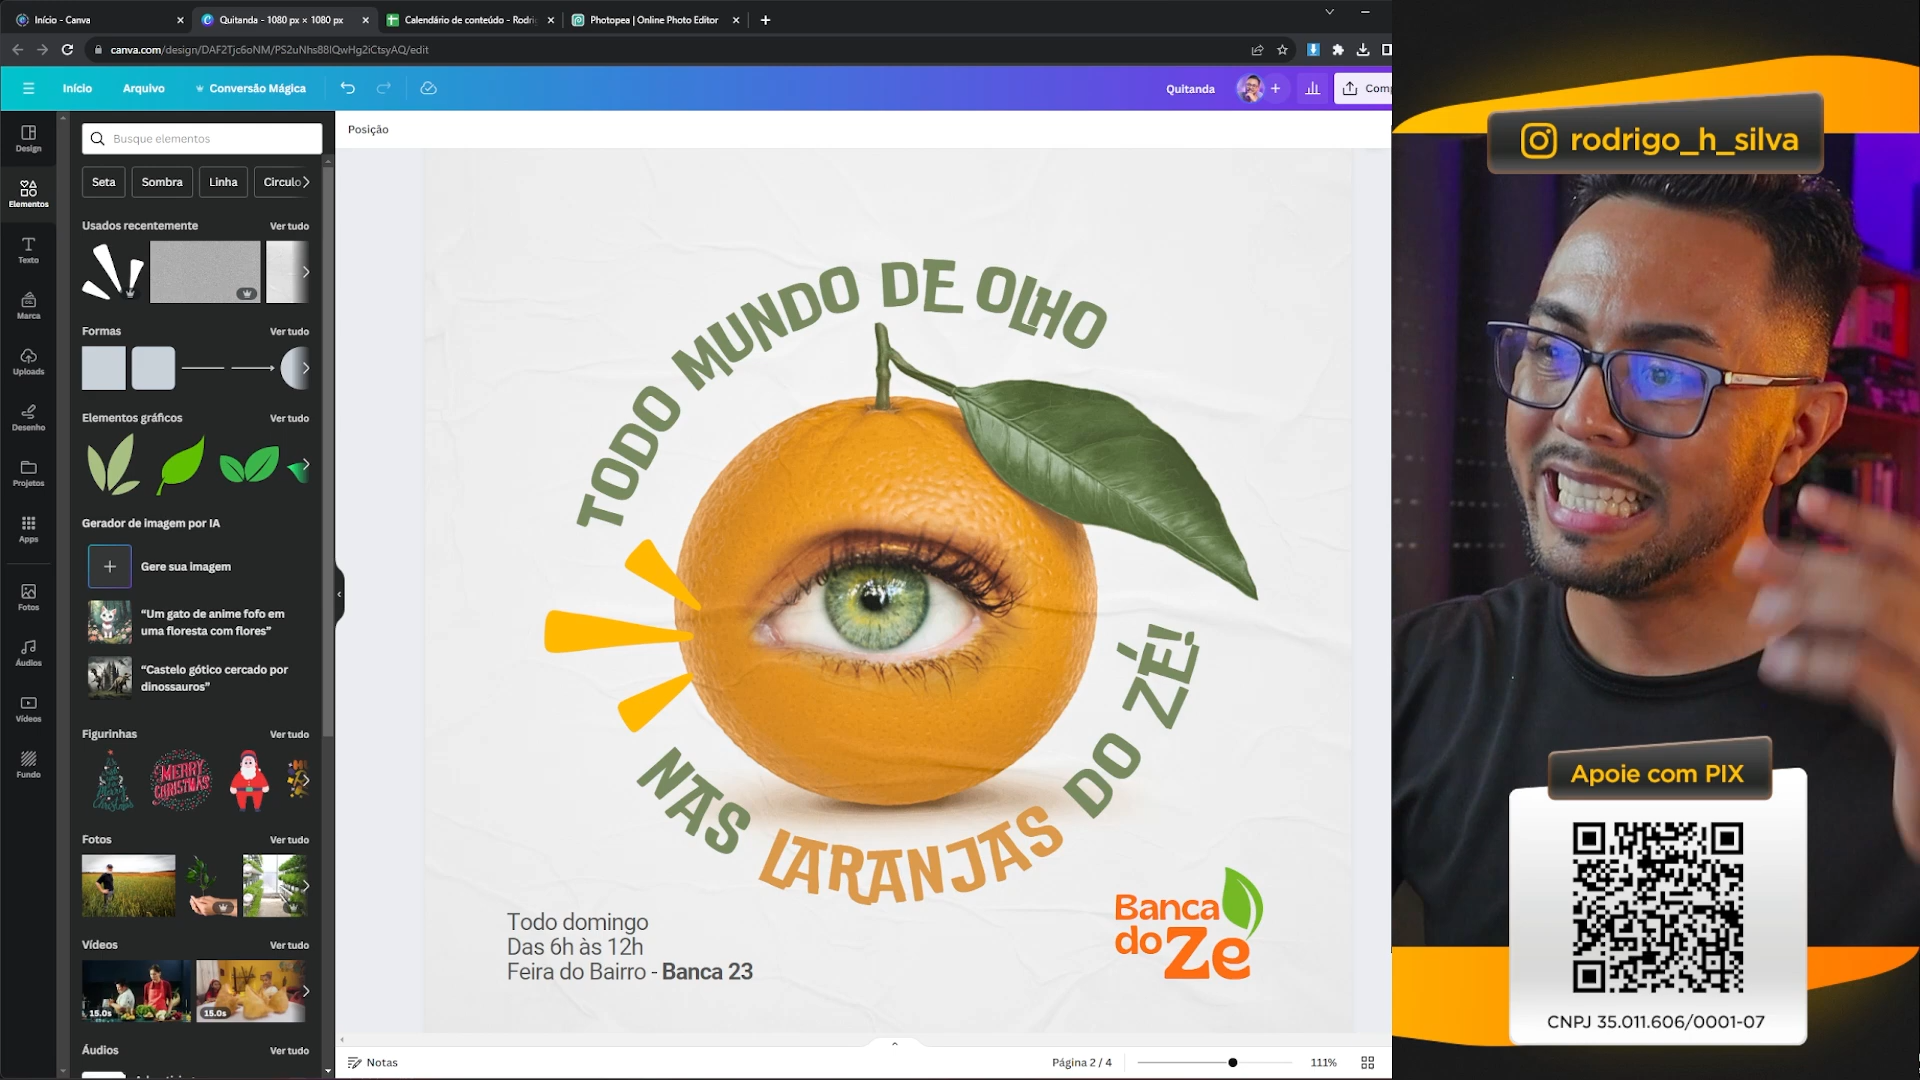 Início - Canva
Quitanda - 1080 px × 1080 px
Calendário de conteúdo - Rodri
Photopea | Online Photo Editor
canva.com/design/DAF2Tjc6oNM/PS2uNhs88IQwHg2iCtsyAQ/edit
Início
Arquivo
Conversão Mágica
Quitanda
Comp
Posição
Design
Elementos
Texto
Marca
Uploads
Desenho
Projetos
Apps
Fotos
Áudios
Vídeos
Fundo
Busque elementos
Seta
Sombra
Linha
Circulo
Usados recentemente
Ver tudo
Formas
Ver tudo
Elementos gráficos
Ver tudo
Gerador de imagem por IA
Gere sua imagem
“Um gato de anime fofo em
uma floresta com flores”
“Castelo gótico cercado por
dinossauros”
Figurinhas
Ver tudo
MERRY
CHRISTMAS
Fotos
Ver tudo
Vídeos
Ver tudo
15.0s
15.0s
Áudios
Ver tudo
TODO MUNDO DE OLHO
NAS LARANJAS DO ZÉ!
Todo domingo
Das 6h às 12h
Feira do Bairro - Banca 23
Banca
do Ze
Notas
Página 2 / 4
111%
rodrigo_h_silva
Apoie com PIX
CNPJ 35.011.606/0001-07